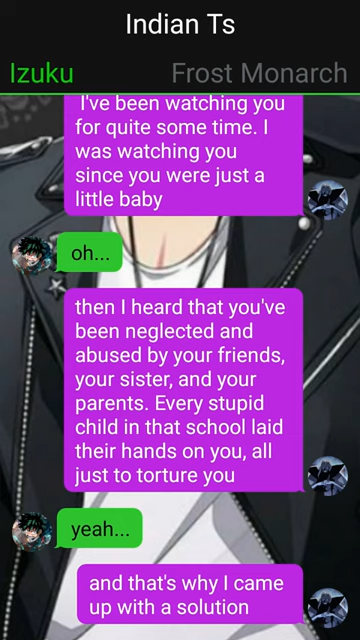 Indian Ts
Izuku Frost Monarch
I've been watching you
for quite some time. I
was watching you
since you were just a
little baby
oh...
then I heard that you've
been neglected and
abused by your friends,
your sister, and your
parents. Every stupid
child in that school laid
their hands on you, all
just to torture you
yeah...
and that's why I came
up with a solution